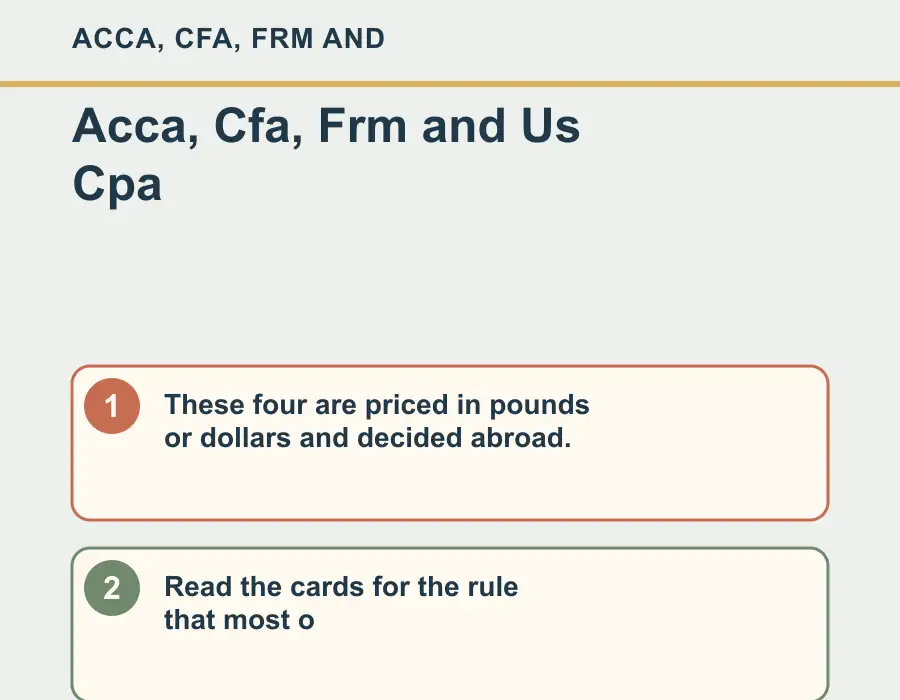 ACCA, CFA, FRM AND
Acca, Cfa, Frm and Us
Cpa
1
These four are priced in pounds
or dollars and decided abroad.
2
Read the cards for the rule
that most o